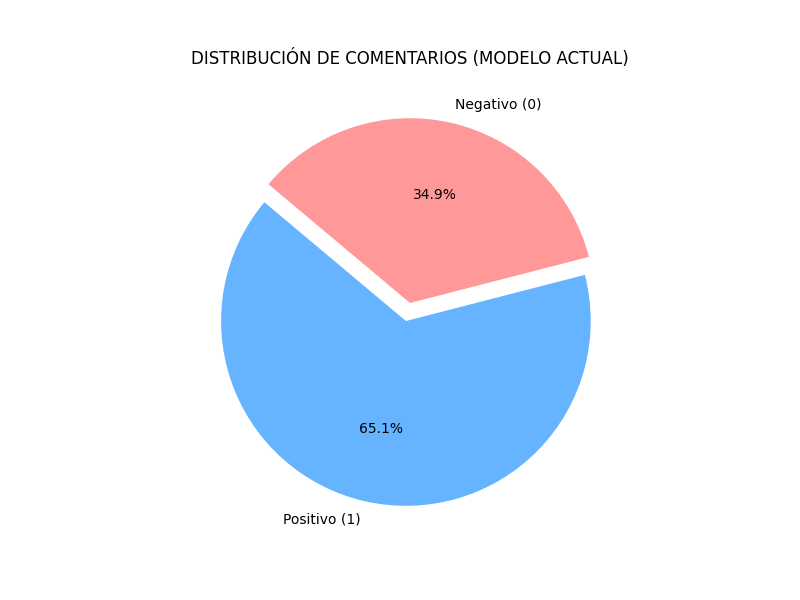 DISTRIBUCIÓN DE COMENTARIOS (MODELO ACTUAL)
Negativo (0)
34.9%
65.1%
Positivo (1)